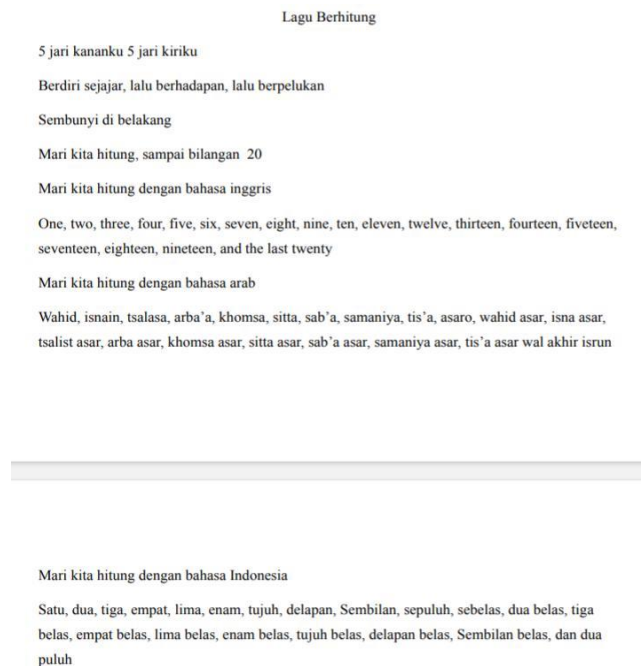 Lagu Berhitung
5 jari kananku 5 jari kiriku
Berdiri sejajar, lalu berhadapan, lalu berpelukan
Sembunyi di belakang
Mari kita hitung, sampai bilangan 20
Mari kita hitung dengan bahasa inggris
One, two, three, four, five, six, seven, eight, nine, ten, eleven, twelve, thirteen, fourteen, fiveteen,
seventeen, eighteen, nineteen, and the last twenty
Mari kita hitung dengan bahasa arab
Wahid, isnain, tsalasa, arba’a, khomsa, sitta, sab’a, samaniya, tis’a, asaro, wahid asar, isna asar,
tsalist asar, arba asar, khomsa asar, sitta asar, sab’a asar, samaniya asar, tis’a asar wal akhir isrun
Mari kita hitung dengan bahasa Indonesia
Satu, dua, tiga, empat, lima, enam, tujuh, delapan, Sembilan, sepuluh, sebelas, dua belas, tiga
belas, empat belas, lima belas, enam belas, tujuh belas, delapan belas, Sembilan belas, dan dua
puluh